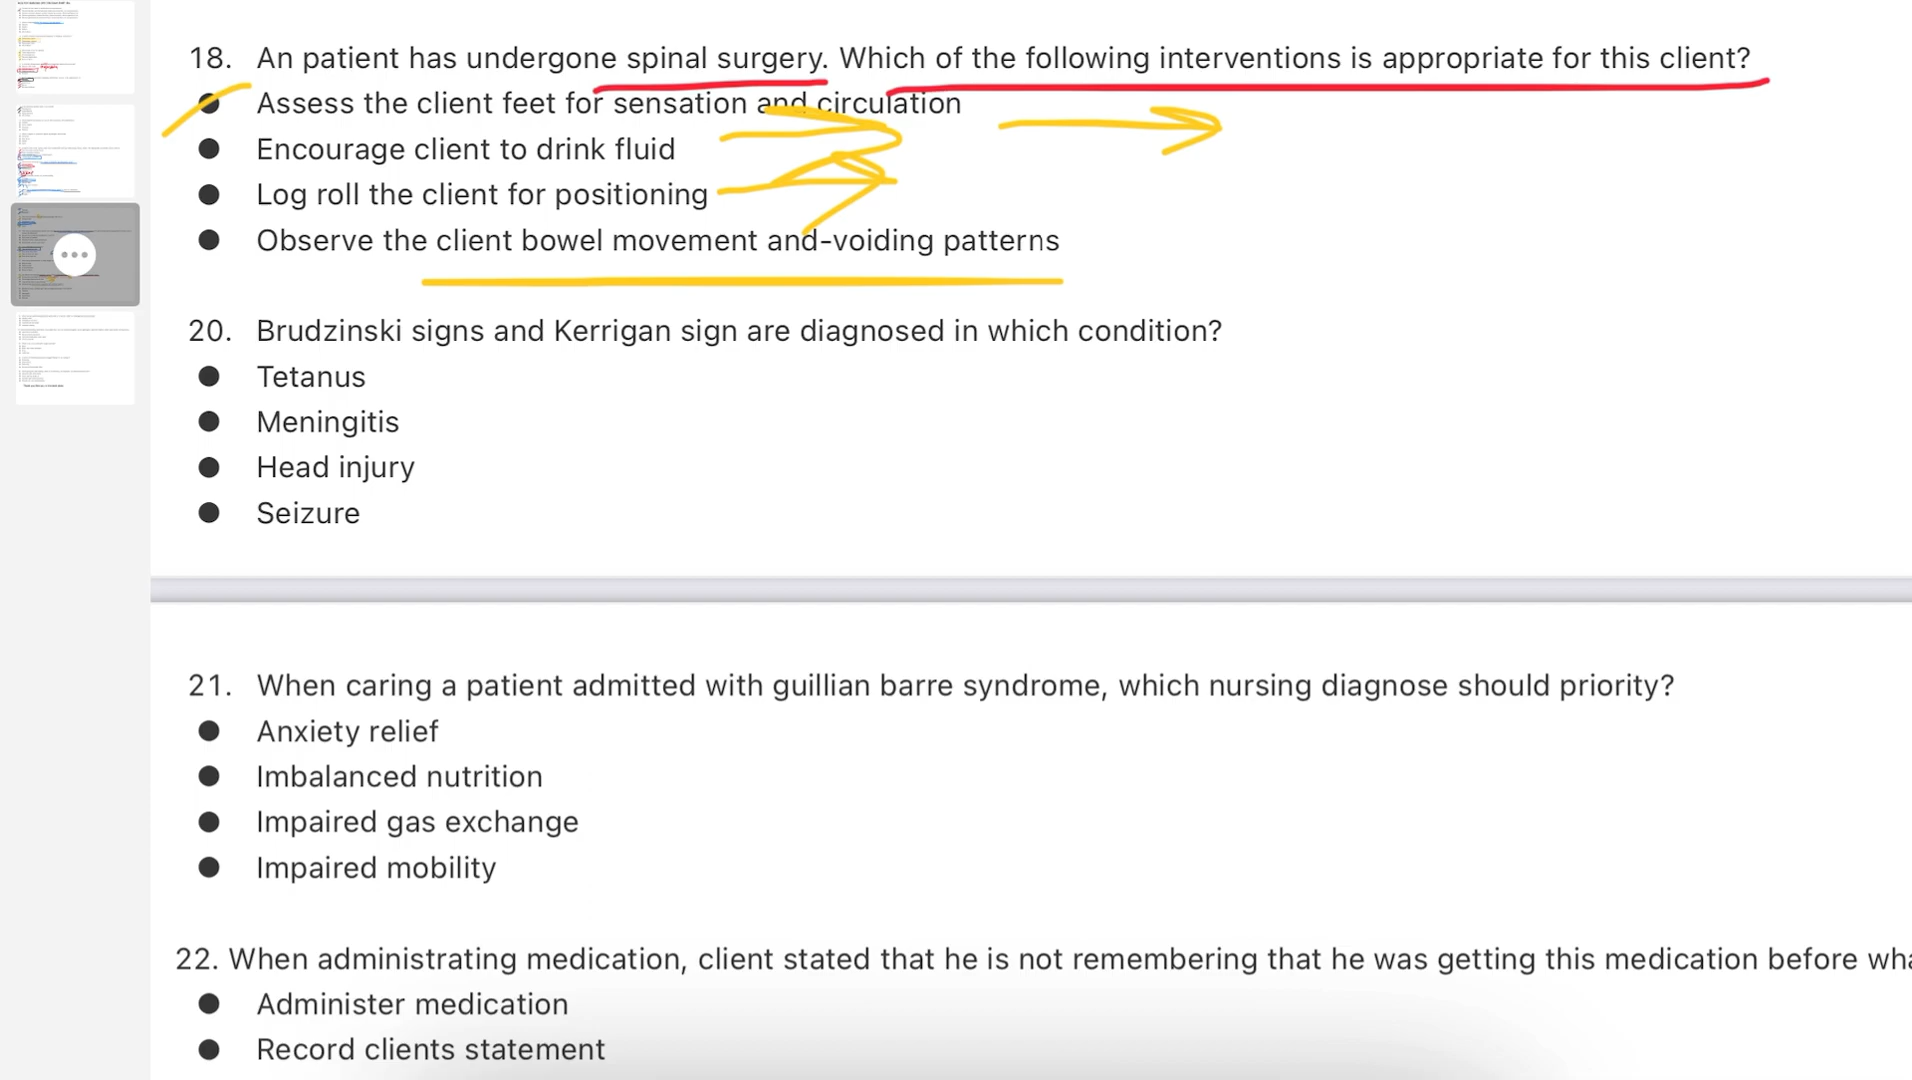 18. An patient has undergone spinal surgery. Which of the following interventions is appropriate for this client?
● Assess the client feet for sensation and circulation
● Encourage client to drink fluid
● Log roll the client for positioning
● Observe the client bowel movement and-voiding patterns
20. Brudzinski signs and Kerrigan sign are diagnosed in which condition?
● Tetanus
● Meningitis
● Head injury
● Seizure
21. When caring a patient admitted with guillian barre syndrome, which nursing diagnose should priority?
● Anxiety relief
● Imbalanced nutrition
● Impaired gas exchange
● Impaired mobility
22. When administrating medication, client stated that he is not remembering that he was getting this medication before
● Administer medication
● Record clients statement